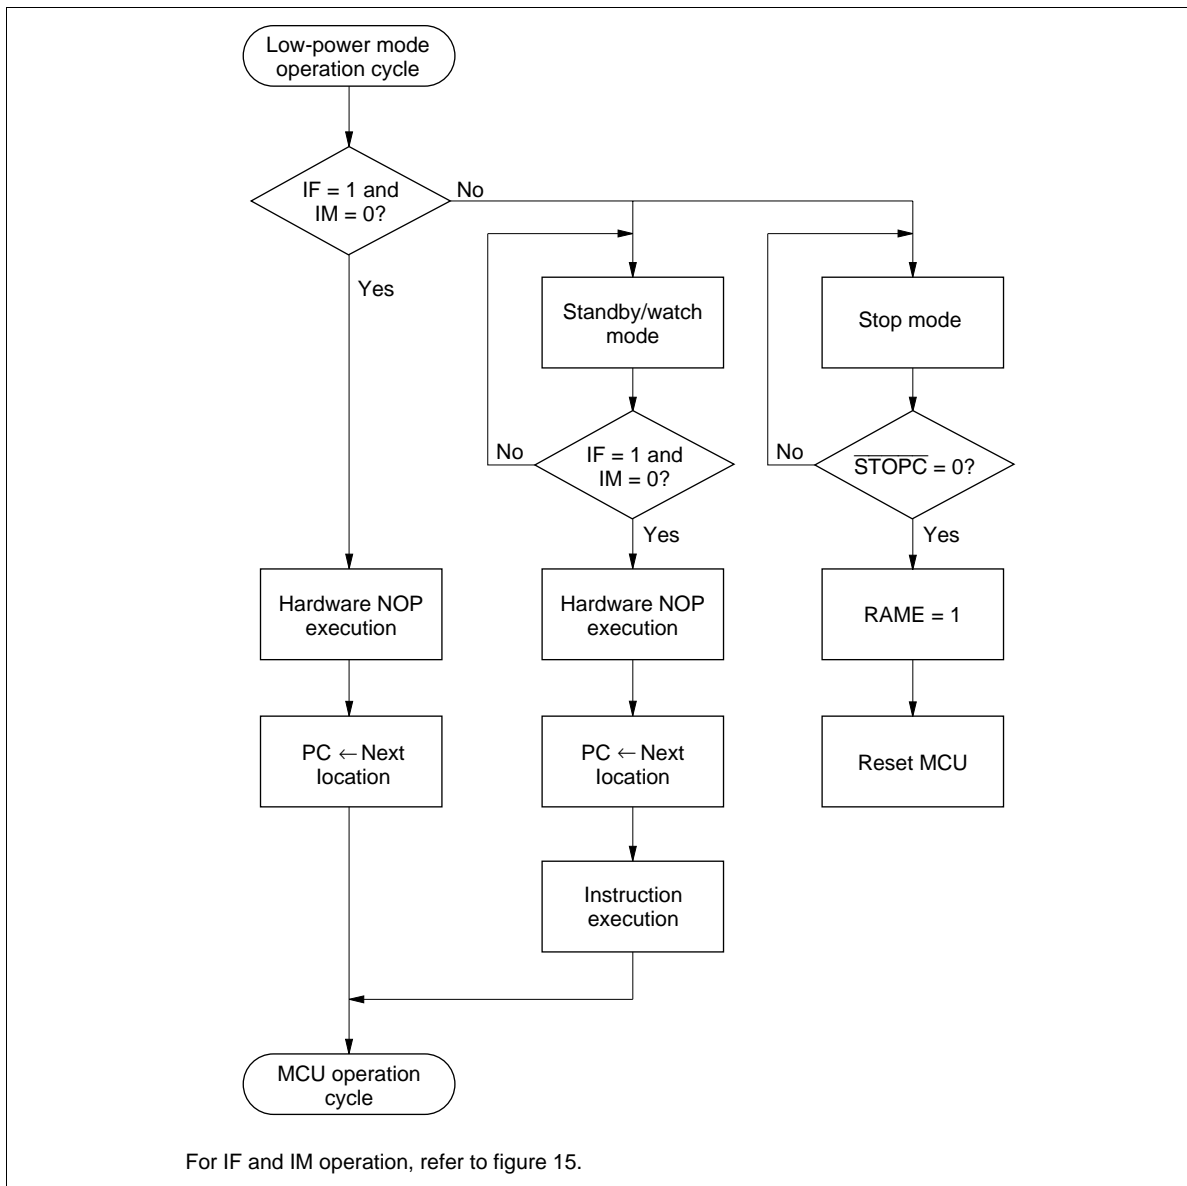 Low-power mode
operation cycle
IF = 1 and
IM = 0?
No
Yes
Standby/watch
mode
Stop mode
No
IF = 1 and
IM = 0?
Yes
No
S̅T̅O̅P̅C̅ = 0?
Yes
Hardware NOP
execution
Hardware NOP
execution
RAME = 1
PC ← Next
location
PC ← Next
location
Reset MCU
Instruction
execution
MCU operation
cycle
For IF and IM operation, refer to figure 15.